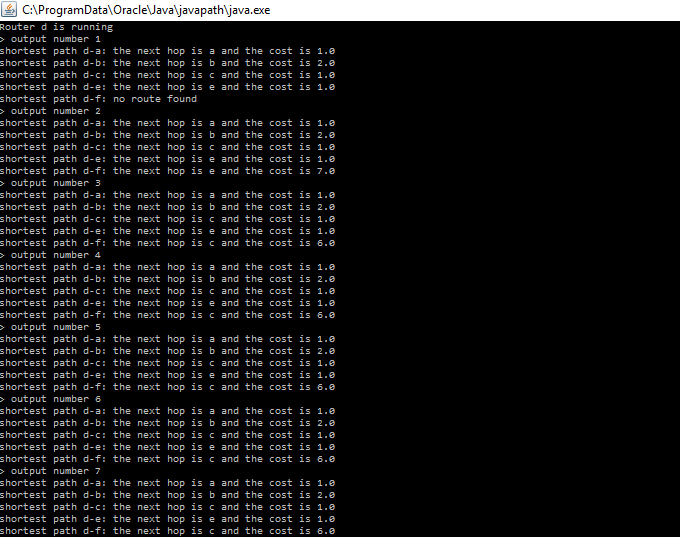 C:\ProgramData\Oracle\Java\javapath\java.exe
Router d is running
> output number 1
shortest path d-a: the next hop is a and the cost is 1.0
shortest path d-b: the next hop is b and the cost is 2.0
shortest path d-c: the next hop is c and the cost is 1.0
shortest path d-e: the next hop is e and the cost is 1.0
shortest path d-f: no route found
> output number 2
shortest path d-a: the next hop is a and the cost is 1.0
shortest path d-b: the next hop is b and the cost is 2.0
shortest path d-c: the next hop is c and the cost is 1.0
shortest path d-e: the next hop is e and the cost is 1.0
shortest path d-f: the next hop is e and the cost is 7.0
> output number 3
shortest path d-a: the next hop is a and the cost is 1.0
shortest path d-b: the next hop is b and the cost is 2.0
shortest path d-c: the next hop is c and the cost is 1.0
shortest path d-e: the next hop is e and the cost is 1.0
shortest path d-f: the next hop is c and the cost is 6.0
> output number 4
shortest path d-a: the next hop is a and the cost is 1.0
shortest path d-b: the next hop is b and the cost is 2.0
shortest path d-c: the next hop is c and the cost is 1.0
shortest path d-e: the next hop is e and the cost is 1.0
shortest path d-f: the next hop is c and the cost is 6.0
> output number 5
shortest path d-a: the next hop is a and the cost is 1.0
shortest path d-b: the next hop is b and the cost is 2.0
shortest path d-c: the next hop is c and the cost is 1.0
shortest path d-e: the next hop is e and the cost is 1.0
shortest path d-f: the next hop is c and the cost is 6.0
> output number 6
shortest path d-a: the next hop is a and the cost is 1.0
shortest path d-b: the next hop is b and the cost is 2.0
shortest path d-c: the next hop is c and the cost is 1.0
shortest path d-e: the next hop is e and the cost is 1.0
shortest path d-f: the next hop is c and the cost is 6.0
> output number 7
shortest path d-a: the next hop is a and the cost is 1.0
shortest path d-b: the next hop is b and the cost is 2.0
shortest path d-c: the next hop is c and the cost is 1.0
shortest path d-e: the next hop is e and the cost is 1.0
shortest path d-f: the next hop is c and the cost is 6.0